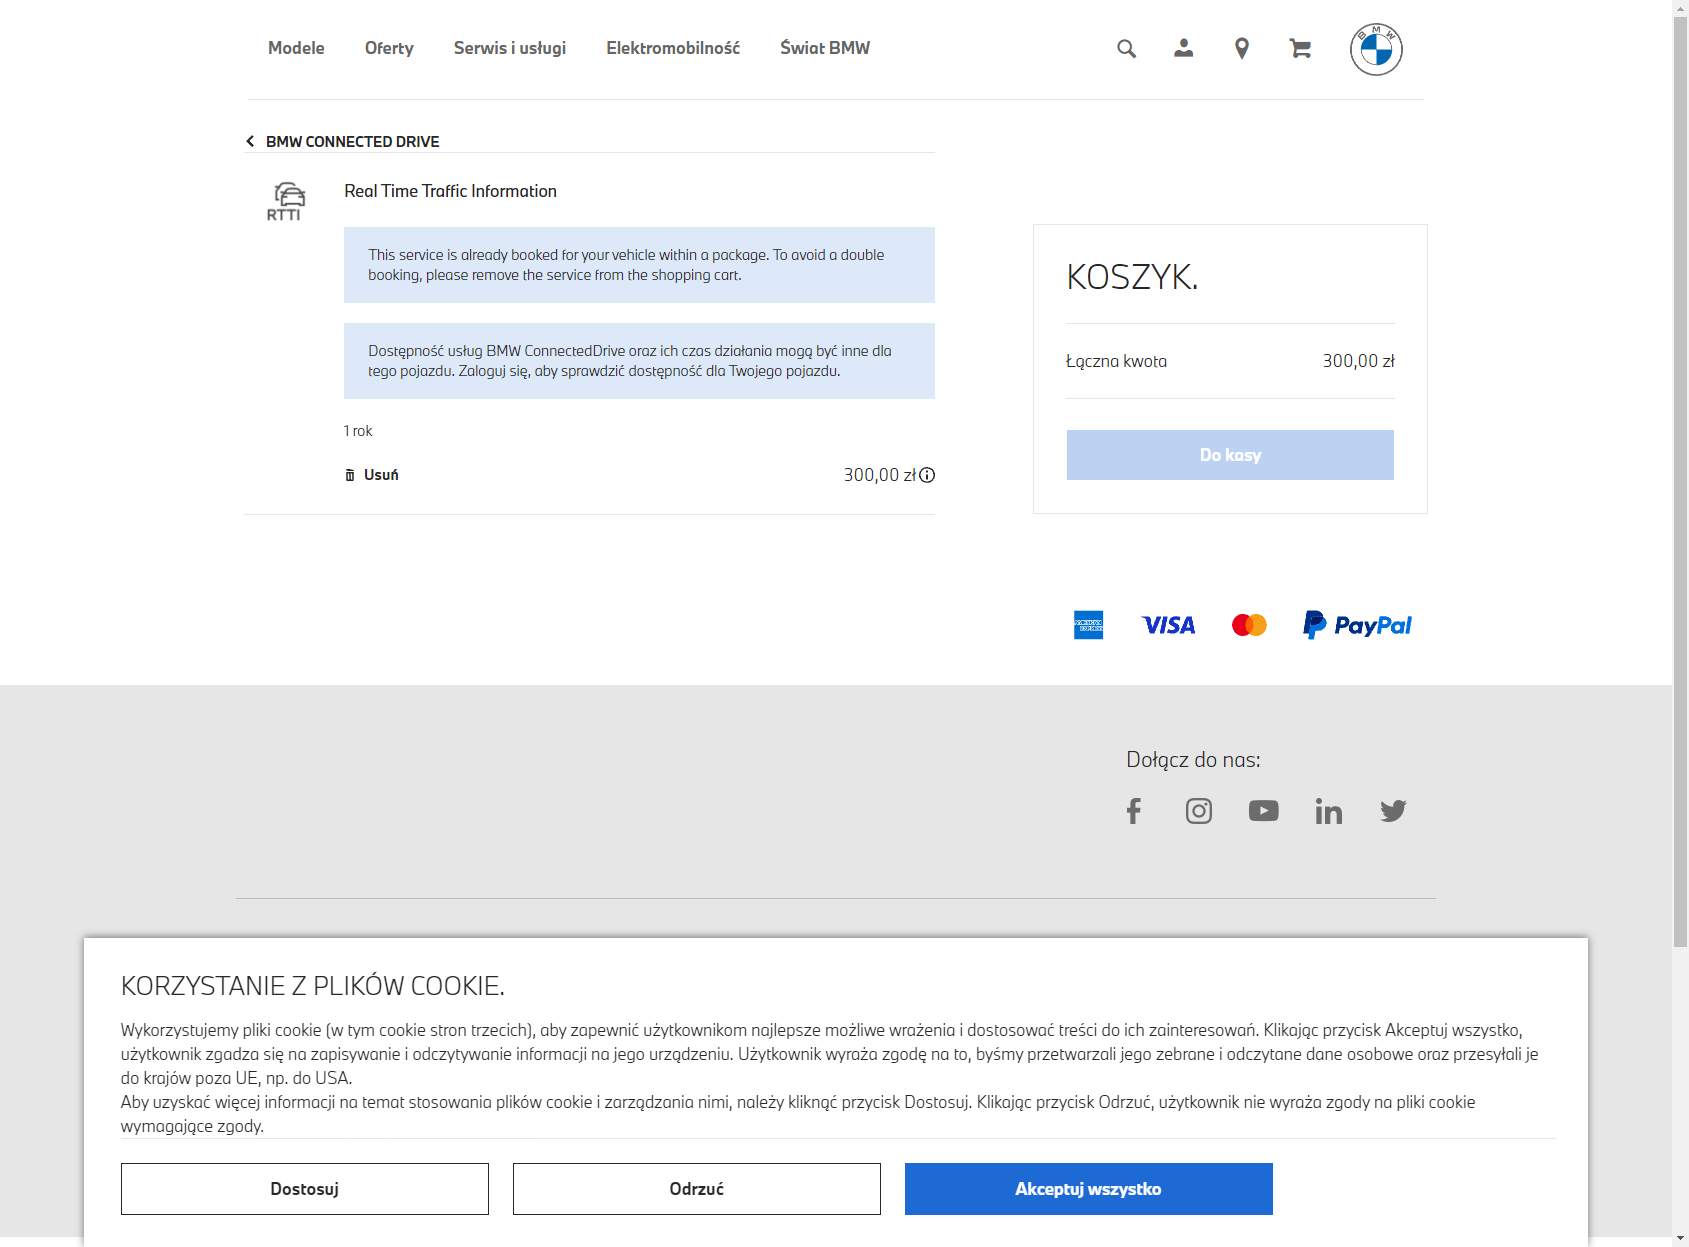 Modele Oferty Serwis i usługi Elektromobilność Świat BMW
BMW
BMW CONNECTED DRIVE
RTTI
Real Time Traffic Information
This service is already booked for your vehicle within a package. To avoid a double
booking, please remove the service from the shopping cart.
Dostępność usług BMW ConnectedDrive oraz ich czas działania mogą być inne dla
tego pojazdu. Zaloguj się, aby sprawdzić dostępność dla Twojego pojazdu.
1 rok
Usuń 300,00 zł
KOSZYK.
Łączna kwota 300,00 zł
Do kasy
AMERICAN EXPRESS VISA PayPal
Dołącz do nas:
KORZYSTANIE Z PLIKÓW COOKIE.
Wykorzystujemy pliki cookie (w tym cookie stron trzecich), aby zapewnić użytkownikom najlepsze możliwe wrażenia i dostosować treści do ich zainteresowań. Klikając przycisk Akceptuj wszystko,
użytkownik zgadza się na zapisywanie i odczytywanie informacji na jego urządzeniu. Użytkownik wyraża zgodę na to, byśmy przetwarzali jego zebrane i odczytane dane osobowe oraz przesyłali je
do krajów poza UE, np. do USA.
Aby uzyskać więcej informacji na temat stosowania plików cookie i zarządzania nimi, należy kliknąć przycisk Dostosuj. Klikając przycisk Odrzuć, użytkownik nie wyraża zgody na pliki cookie
wymagające zgody.
Dostosuj Odrzuć Akceptuj wszystko